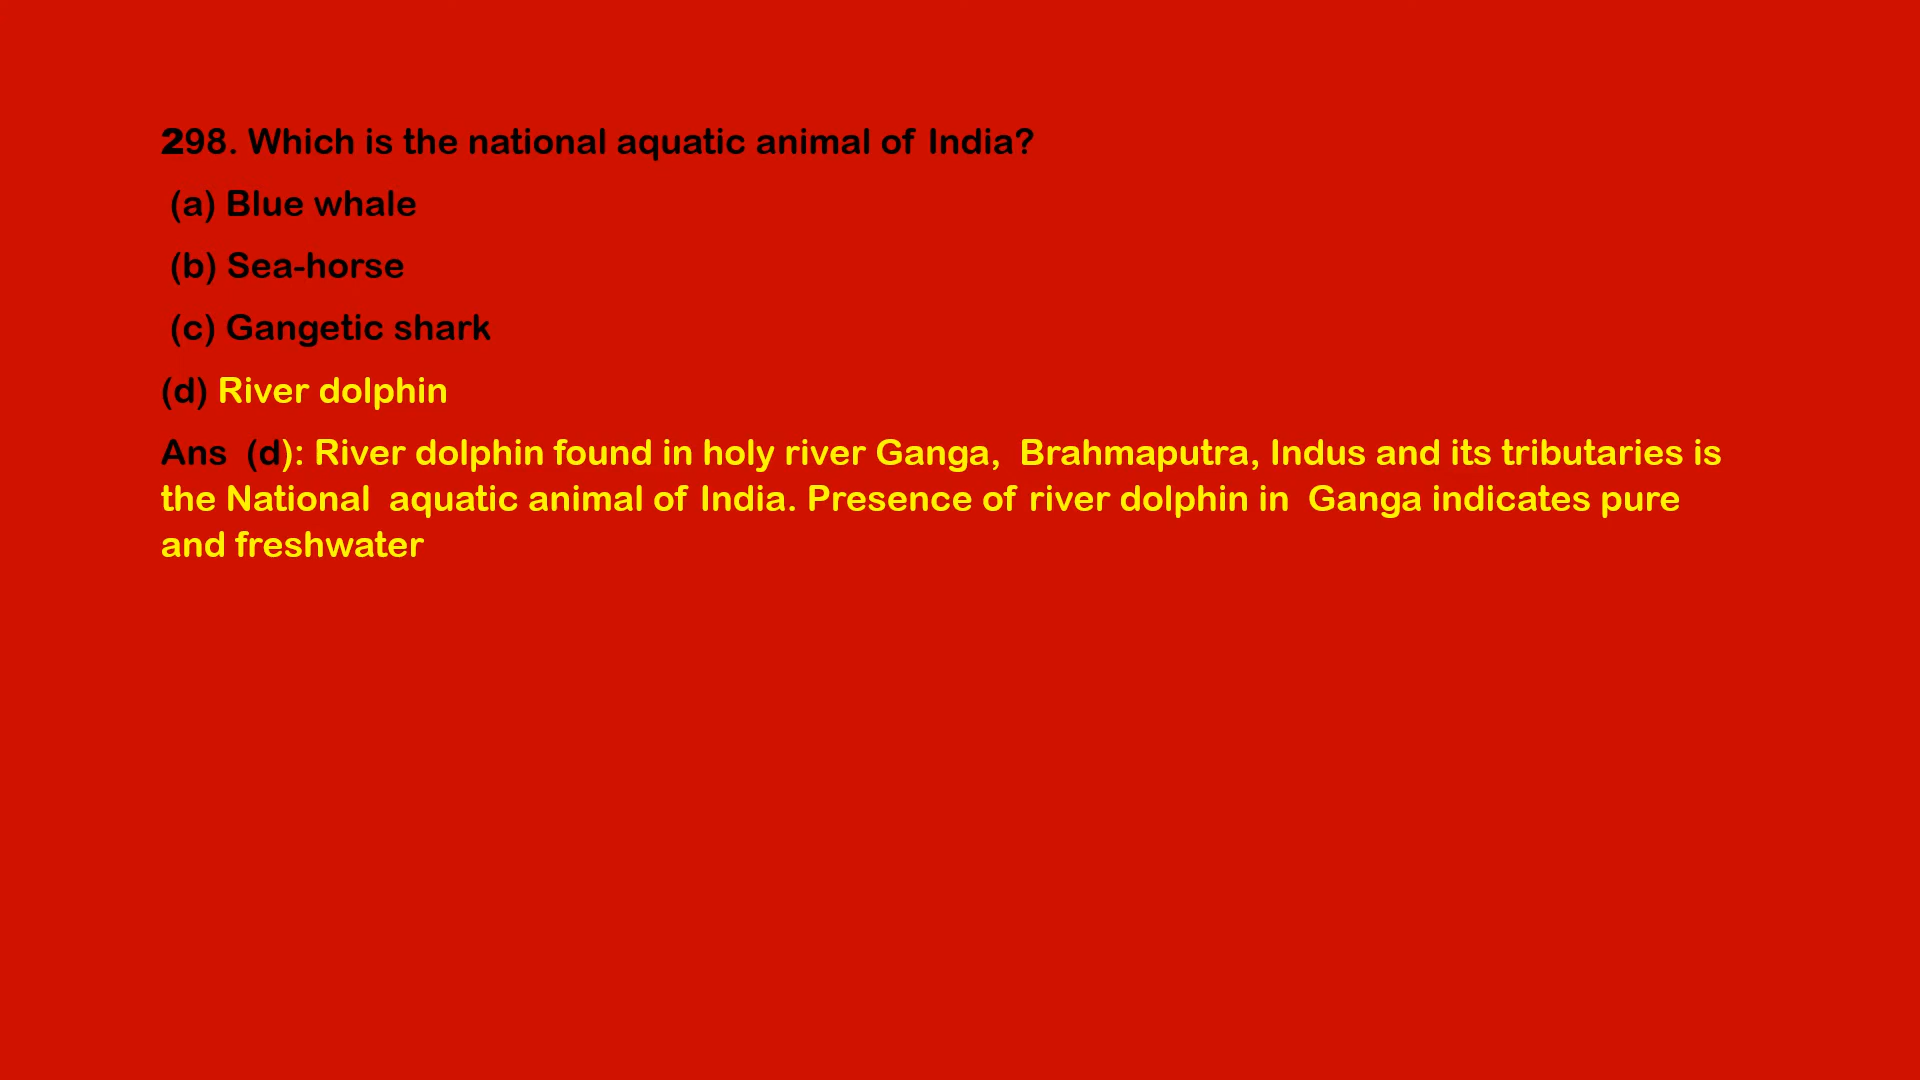 298. Which is the national aquatic animal of India?
(a) Blue whale
(b) Sea-horse
(c) Gangetic shark
(d) River dolphin
Ans (d): River dolphin found in holy river Ganga, Brahmaputra, Indus and its tributaries is
the National aquatic animal of India. Presence of river dolphin in Ganga indicates pure
and freshwater